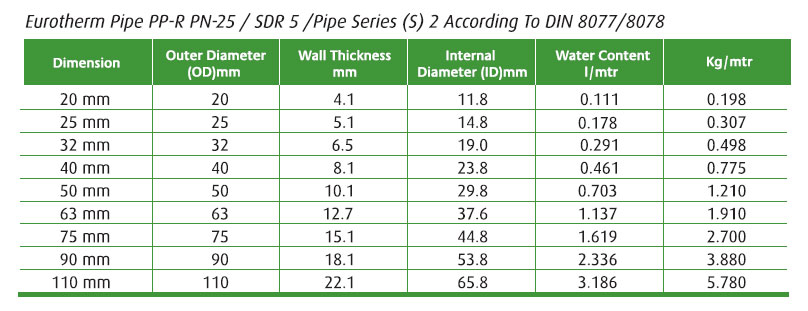 Eurotherm Pipe PP-R PN-25 / SDR 5 /Pipe Series (S) 2 According To DIN 8077/8078
Dimension Outer Diameter (OD)mm Wall Thickness mm Internal Diameter (ID)mm Water Content l/mtr Kg/mtr
20 mm 20 4.1 11.8 0.111 0.198
25 mm 25 5.1 14.8 0.178 0.307
32 mm 32 6.5 19.0 0.291 0.498
40 mm 40 8.1 23.8 0.461 0.775
50 mm 50 10.1 29.8 0.703 1.210
63 mm 63 12.7 37.6 1.137 1.910
75 mm 75 15.1 44.8 1.619 2.700
90 mm 90 18.1 53.8 2.336 3.880
110 mm 110 22.1 65.8 3.186 5.780